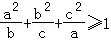 a²/b + b²/c + c²/a ⩾ 1